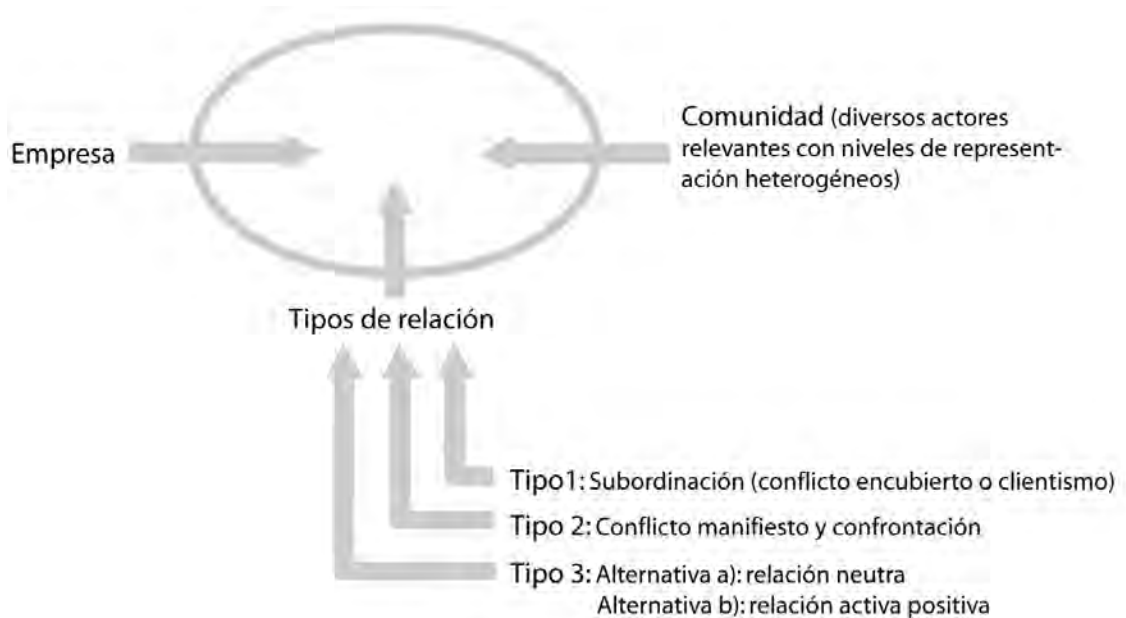 Empresa
Comunidad (diversos actores
relevantes con niveles de represent-
ación heterogéneos)
Tipos de relación
Tipo1: Subordinación (conflicto encubierto o clientismo)
Tipo 2: Conflicto manifiesto y confrontación
Tipo 3: Alternativa a): relación neutra
Alternativa b): relación activa positiva